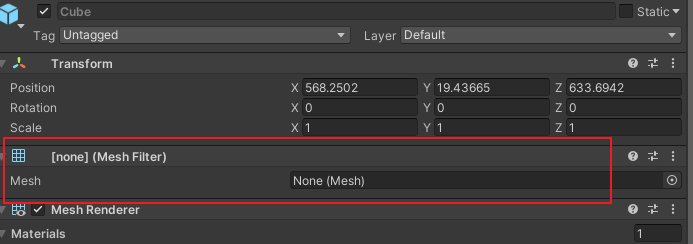 Cube Static
Tag Untagged Layer Default
Transform
Position X 568.2502 Y 19.43665 Z 633.6942
Rotation X 0 Y 0 Z 0
Scale X 1 Y 1 Z 1
[none] (Mesh Filter)
Mesh None (Mesh)
Mesh Renderer
Materials 1